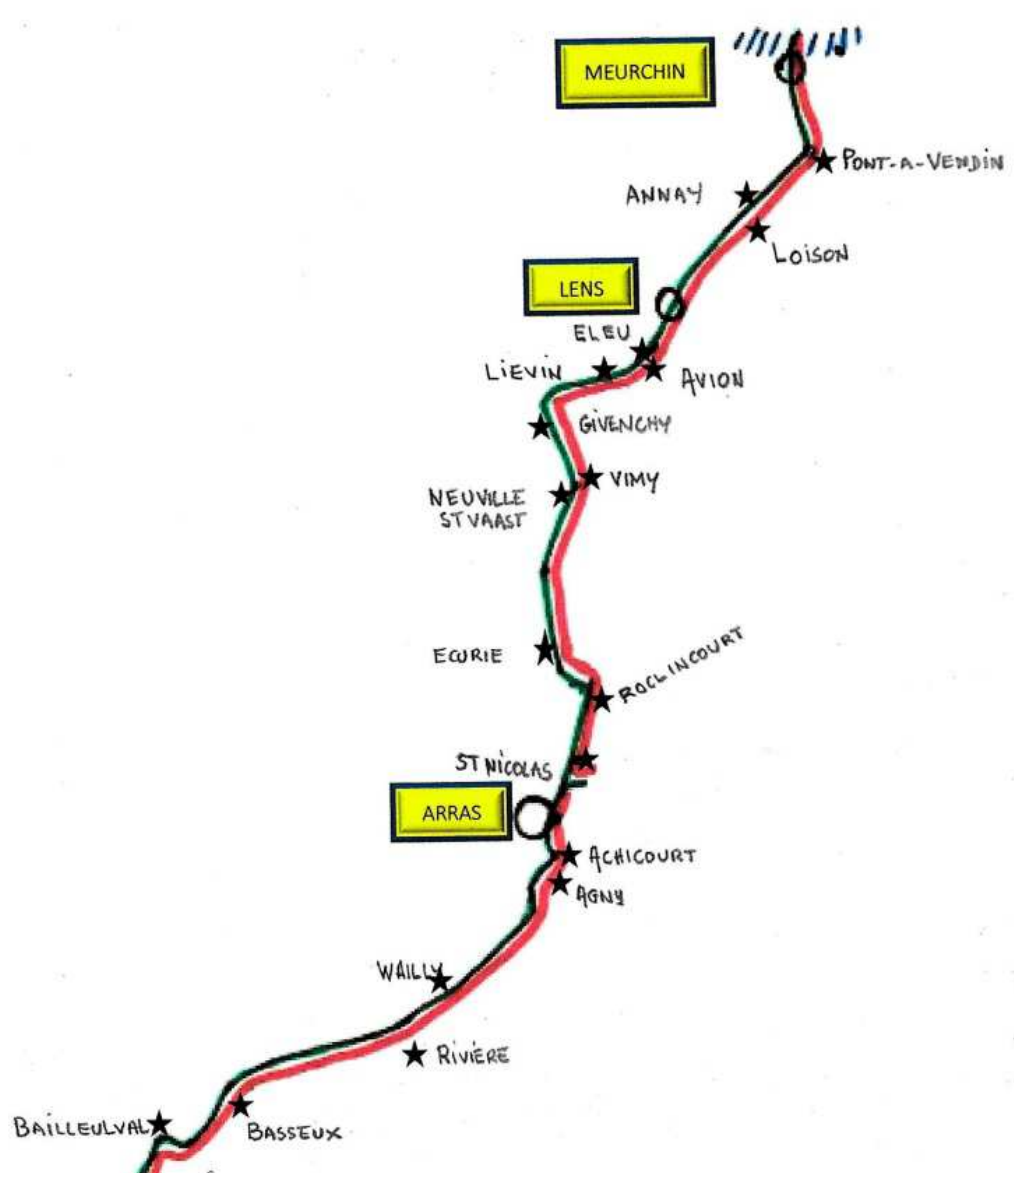 MEURCHIN
PONT-A-VENDIN
ANNAY
LOISON
LENS
ELEU
LIEVIN
AVION
GIVENCHY
VIMY
NEUVILLE
ST VAAST
ECURIE
ROCLINCOURT
ST NICOLAS
ARRAS
ACHICOURT
AGNY
WAILLY
RIVIÈRE
BAILLEULVAL
BASSEUX